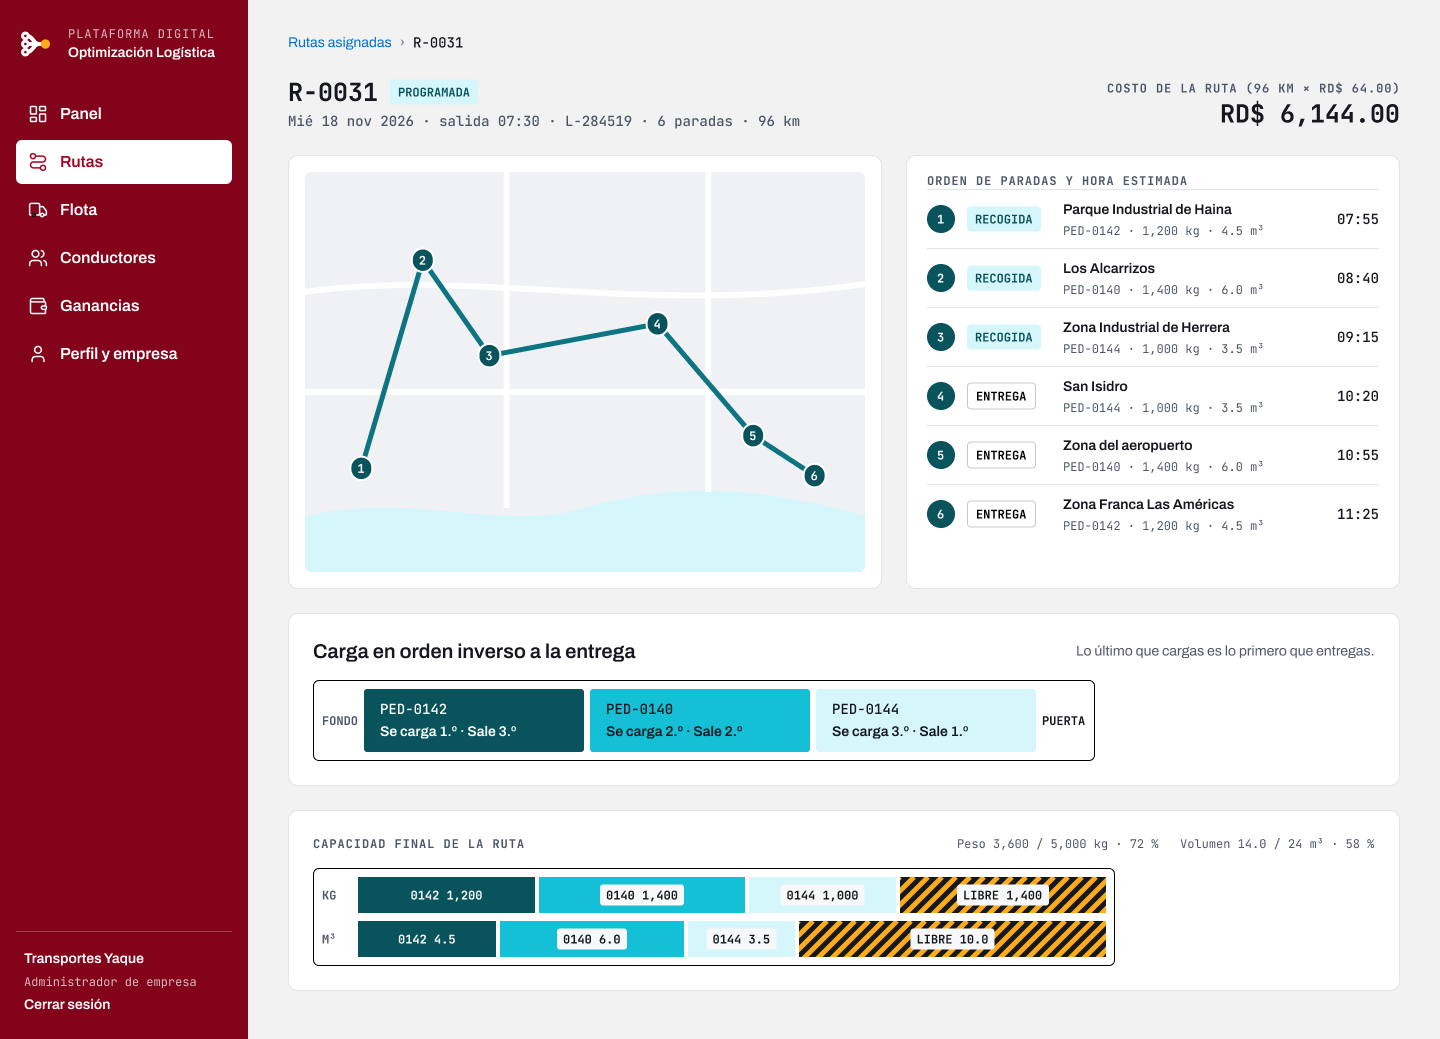 PLATAFORMA DIGITAL
Optimización Logística
Panel
Rutas
Flota
Conductores
Ganancias
Perfil y empresa
Transportes Yaque
Administrador de empresa
Cerrar sesión
Rutas asignadas › R-0031
R-0031 PROGRAMADA
Mié 18 nov 2026 · salida 07:30 · L-284519 · 6 paradas · 96 km
COSTO DE LA RUTA (96 KM × RD$ 64.00)
RD$ 6,144.00
2
4
3
5
1
6
ORDEN DE PARADAS Y HORA ESTIMADA
1 RECOGIDA Parque Industrial de Haina 07:55
PED-0142 · 1,200 kg · 4.5 m³
2 RECOGIDA Los Alcarrizos 08:40
PED-0140 · 1,400 kg · 6.0 m³
3 RECOGIDA Zona Industrial de Herrera 09:15
PED-0144 · 1,000 kg · 3.5 m³
4 ENTREGA San Isidro 10:20
PED-0144 · 1,000 kg · 3.5 m³
5 ENTREGA Zona del aeropuerto 10:55
PED-0140 · 1,400 kg · 6.0 m³
6 ENTREGA Zona Franca Las Américas 11:25
PED-0142 · 1,200 kg · 4.5 m³
Carga en orden inverso a la entrega
Lo último que cargas es lo primero que entregas.
FONDO
PED-0142
Se carga 1.º · Sale 3.º
PED-0140
Se carga 2.º · Sale 2.º
PED-0144
Se carga 3.º · Sale 1.º
PUERTA
CAPACIDAD FINAL DE LA RUTA
Peso 3,600 / 5,000 kg · 72 % Volumen 14.0 / 24 m³ · 58 %
KG 0142 1,200 0140 1,400 0144 1,000 LIBRE 1,400
M³ 0142 4.5 0140 6.0 0144 3.5 LIBRE 10.0